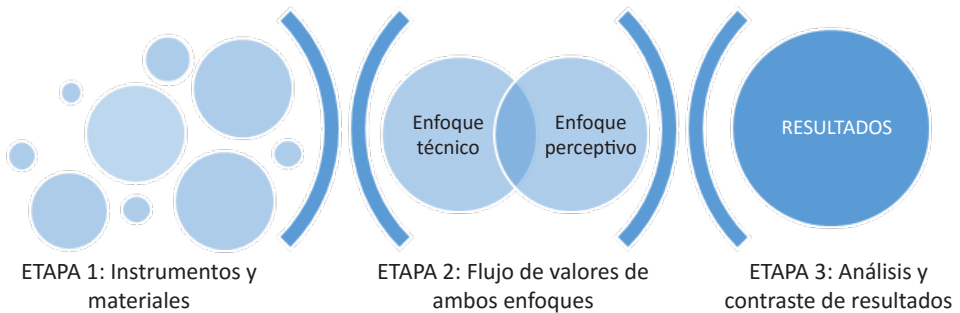 Enfoque
técnico
Enfoque
perceptivo
RESULTADOS
ETAPA 1: Instrumentos y
materiales
ETAPA 2: Flujo de valores de
ambos enfoques
ETAPA 3: Análisis y
contraste de resultados